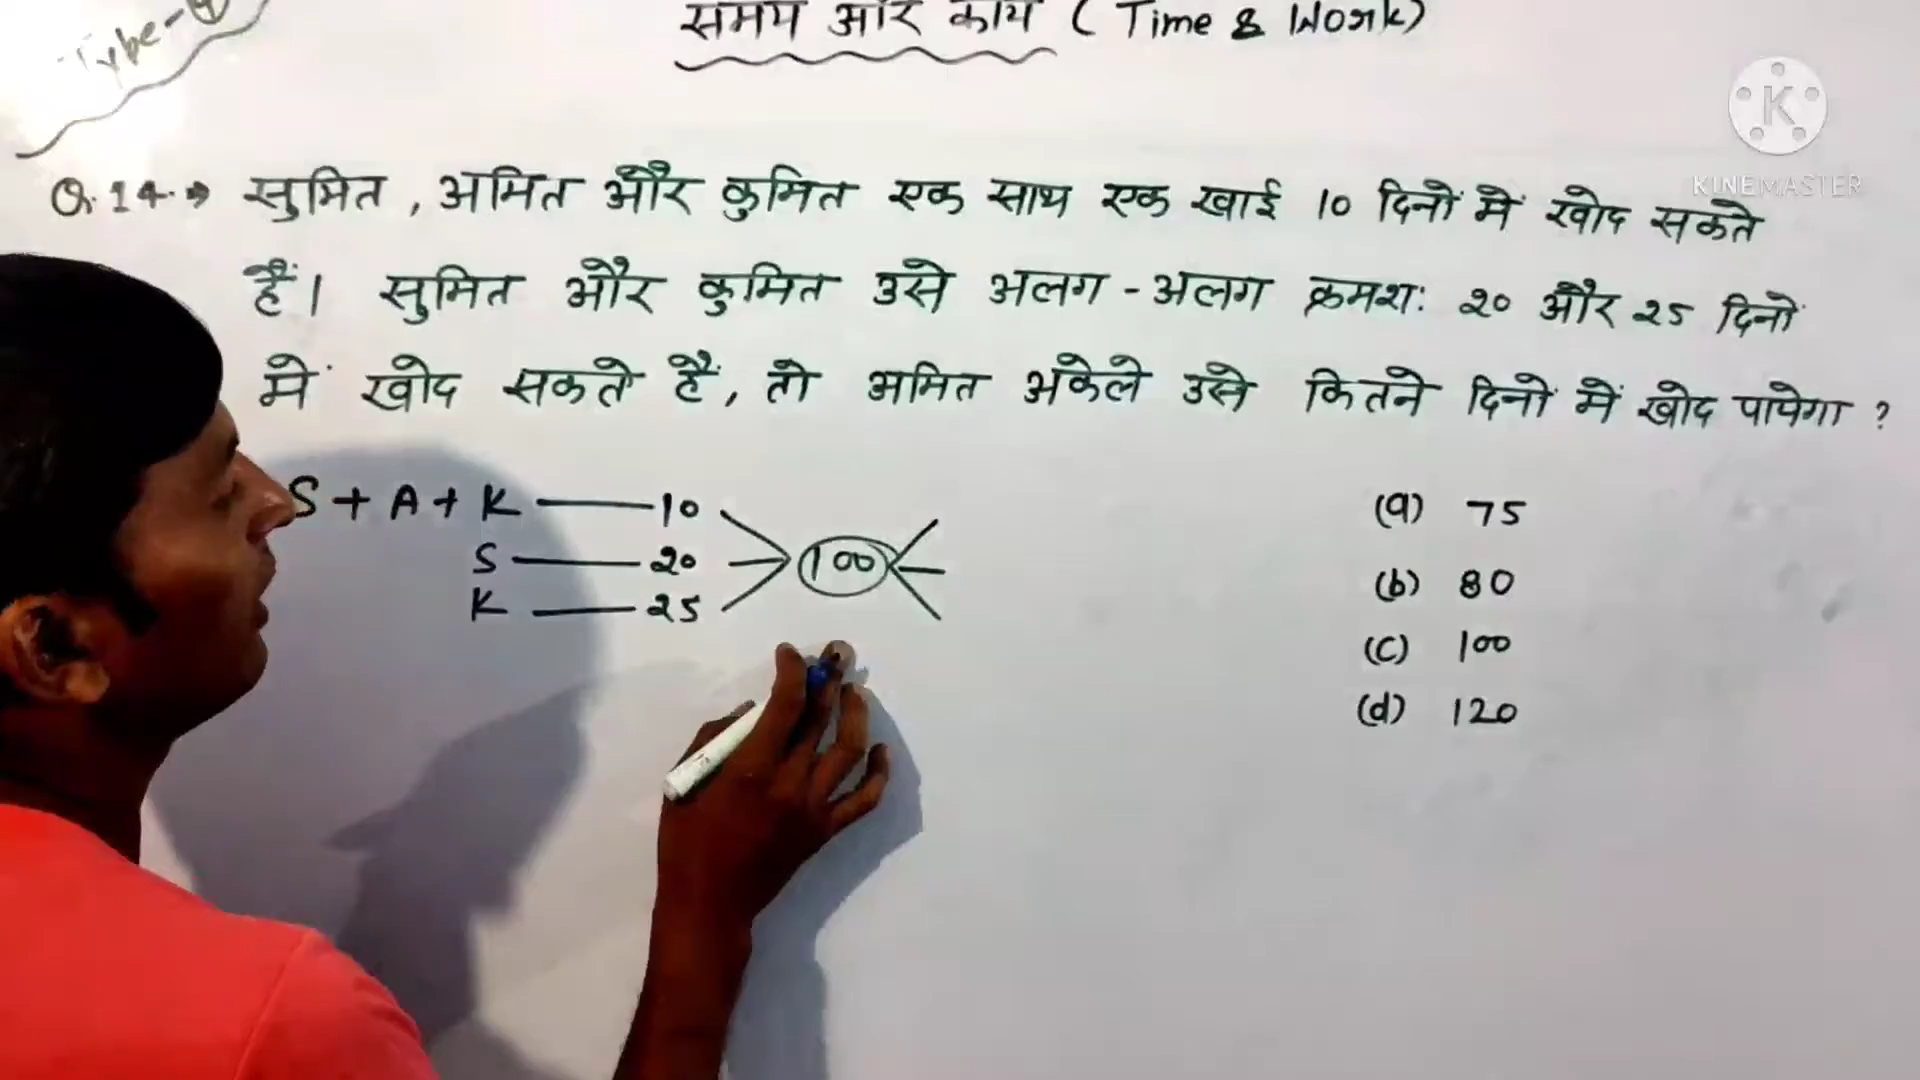 Type-4
समय और कार्य ( Time & Work)
KINEMASTER
Q.14.→ सुमित, अमित और कुमित एक साथ एक खाई 10 दिनों में खोद सकते
हैं। सुमित और कुमित उसे अलग-अलग क्रमशः 20 और 25 दिनों
में खोद सकते हैं, तो अमित अकेले उसे कितने दिनों में खोद पायेगा ?
S + A + K — 10
S — 20
K — 25
100
(a) 75
(b) 80
(c) 100
(d) 120